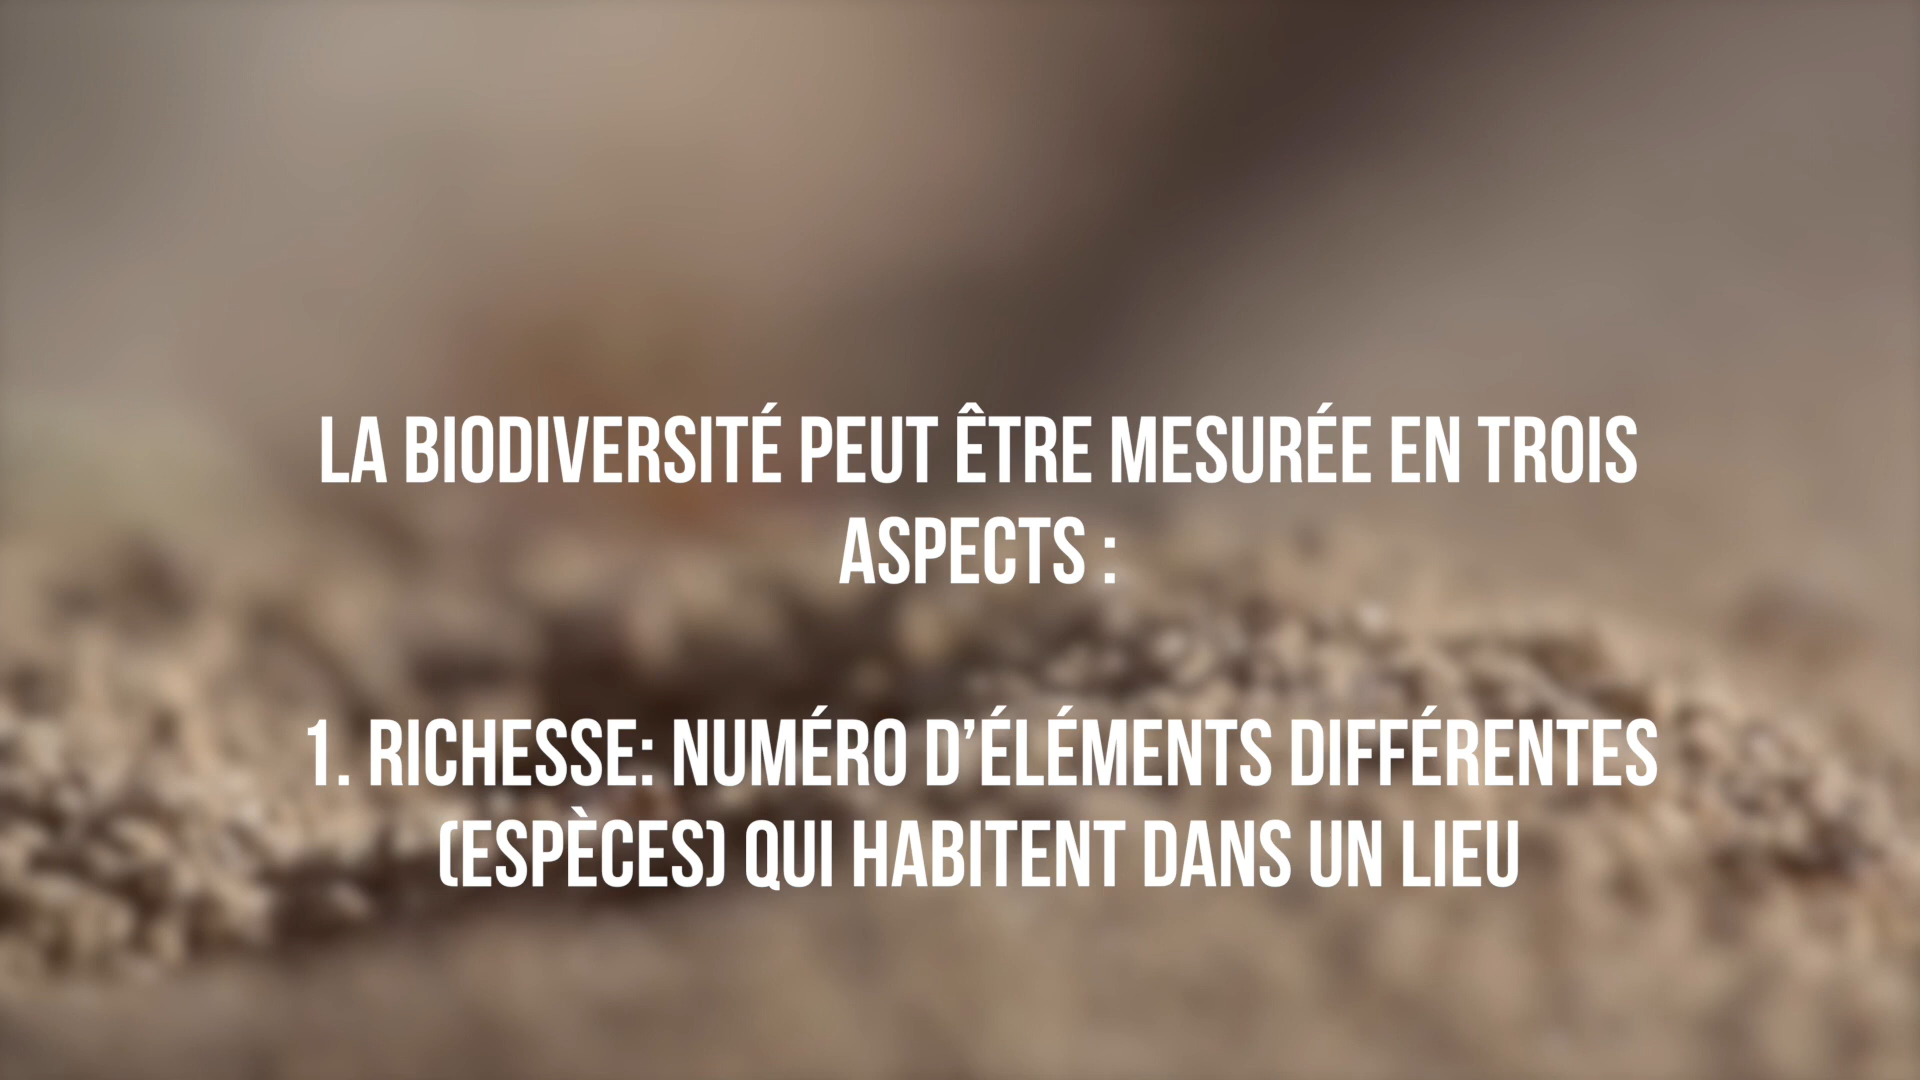 LA BIODIVERSITÉ PEUT ÊTRE MESURÉE EN TROIS
ASPECTS :
1. RICHESSE: NUMÉRO D’ÉLÉMENTS DIFFÉRENTES
(ESPÈCES) QUI HABITENT DANS UN LIEU